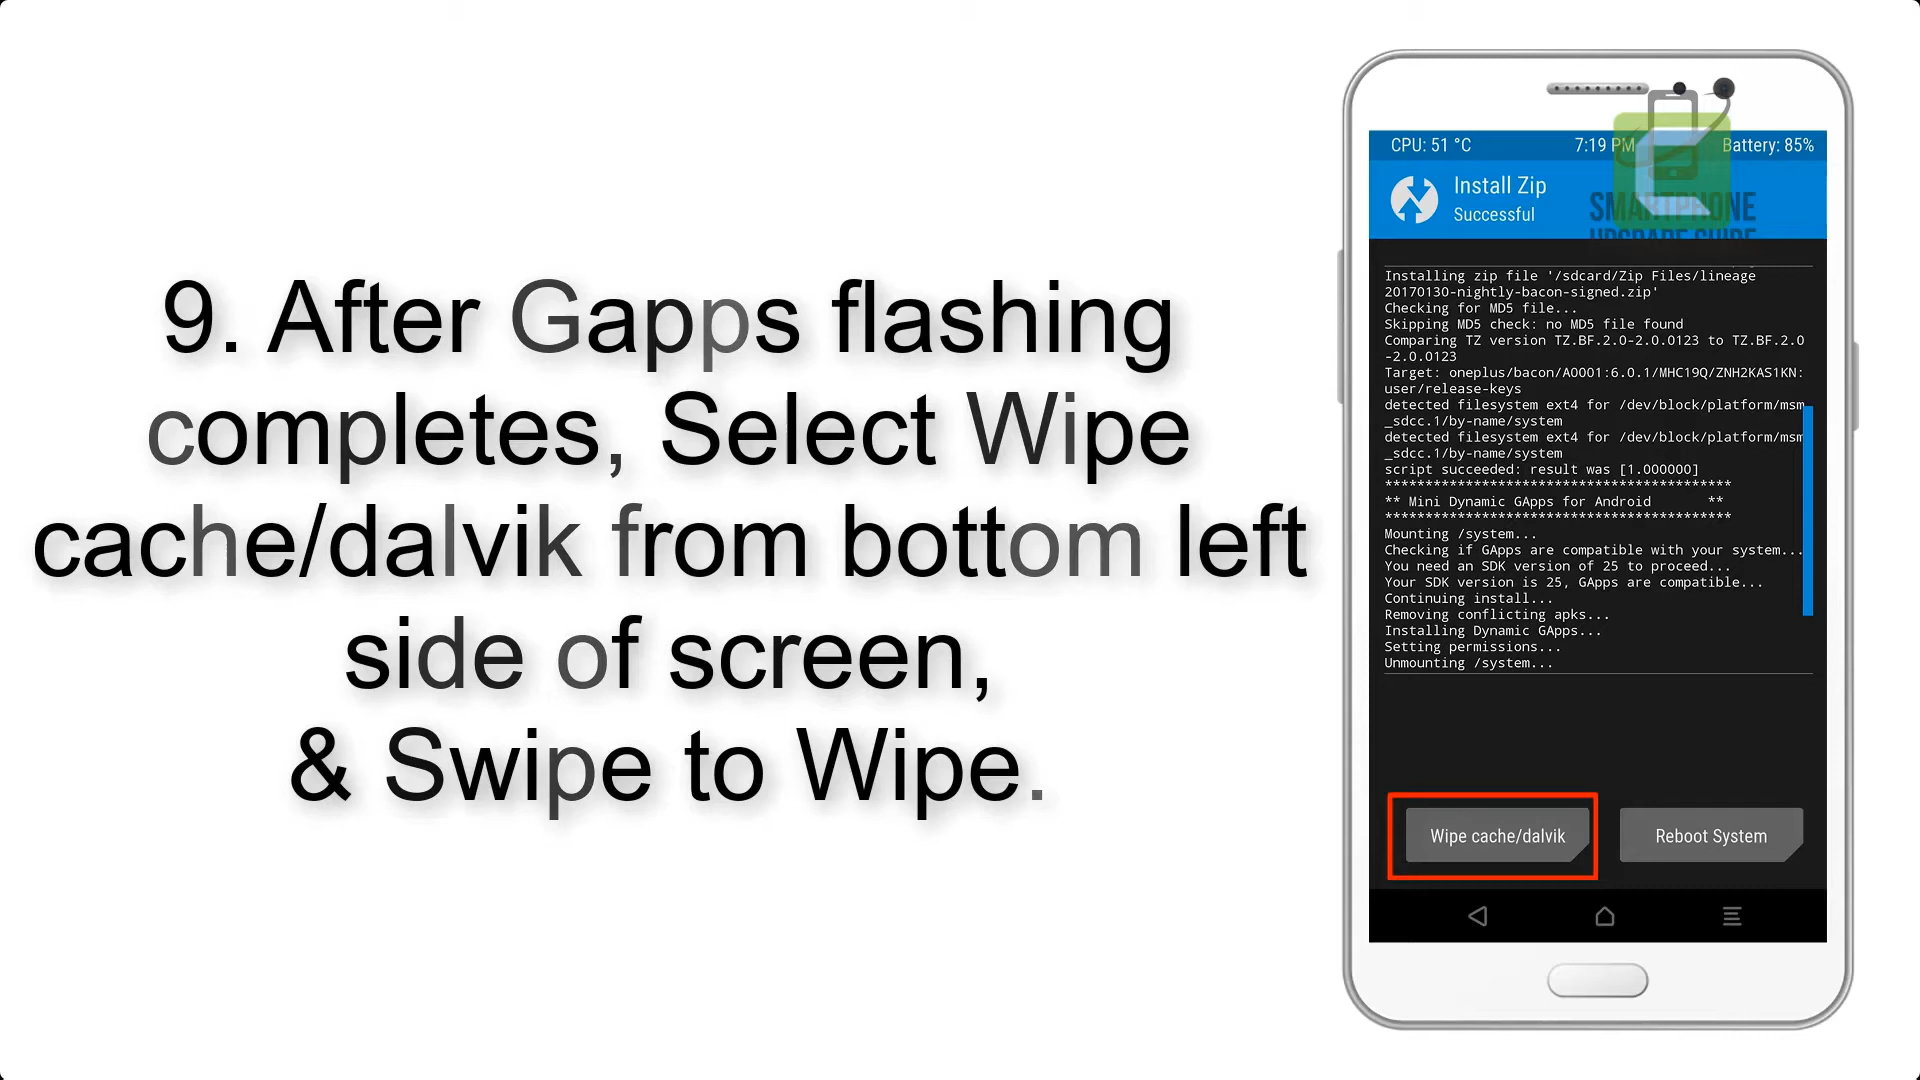 9. After Gapps flashing
completes, Select Wipe
cache/dalvik from bottom left
side of screen,
& Swipe to Wipe.
CPU: 51 °C 7:19 PM Battery: 85%
Install Zip
Successful
SMARTPHONE
UPGRADE GUIDE
Installing zip file '/sdcard/Zip Files/lineage
20170130-nightly-bacon-signed.zip'
Checking for MD5 file...
Skipping MD5 check: no MD5 file found
Comparing TZ version TZ.BF.2.0-2.0.0123 to TZ.BF.2.0
-2.0.0123
Target: oneplus/bacon/A0001:6.0.1/MHC19Q/ZNH2KAS1KN:
user/release-keys
detected filesystem ext4 for /dev/block/platform/msm
_sdcc.1/by-name/system
detected filesystem ext4 for /dev/block/platform/msm
_sdcc.1/by-name/system
script succeeded: result was [1.000000]
******************************************
** Mini Dynamic GApps for Android **
******************************************
Mounting /system...
Checking if GApps are compatible with your system...
You need an SDK version of 25 to proceed...
Your SDK version is 25, GApps are compatible...
Continuing install...
Removing conflicting apks...
Installing Dynamic GApps...
Setting permissions...
Unmounting /system...
Wipe cache/dalvik
Reboot System